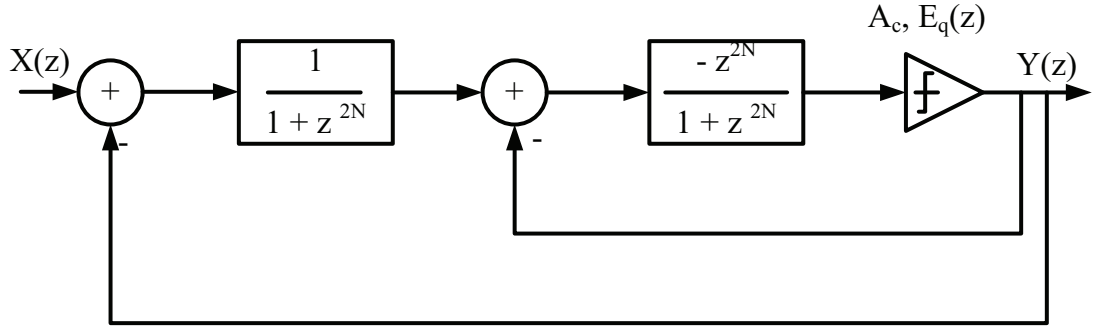 A_c, E_q(z)
X(z)
1
1 + z^{2N}
- z^{2N}
1 + z^{2N}
Y(z)
+
+
-
-